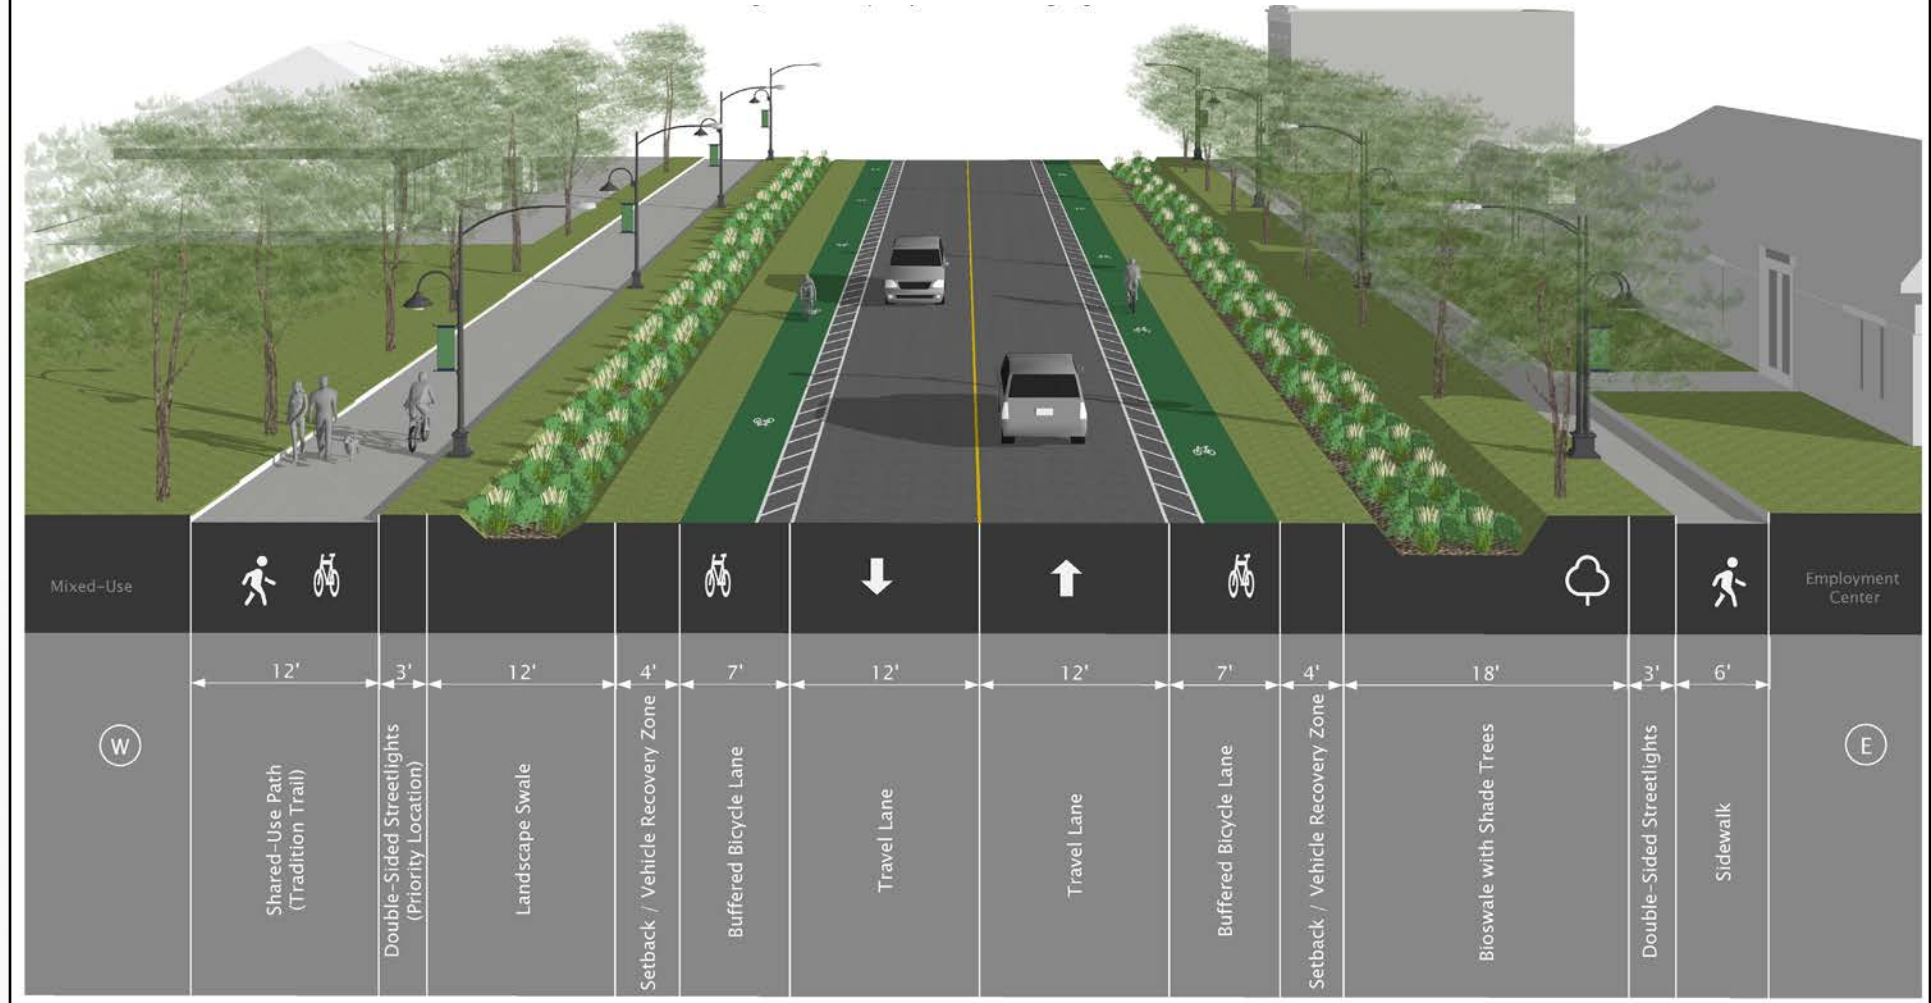 Mixed-Use
Employment
Center
12'
3'
12'
4'
7'
12'
12'
7'
4'
18'
3'
6'
W
E
Shared-Use Path
(Tradition Trail)
Double-Sided Streetlights
(Priority Location)
Landscape Swale
Setback / Vehicle Recovery Zone
Buffered Bicycle Lane
Travel Lane
Travel Lane
Buffered Bicycle Lane
Setback / Vehicle Recovery Zone
Bioswale with Shade Trees
Double-Sided Streetlights
Sidewalk